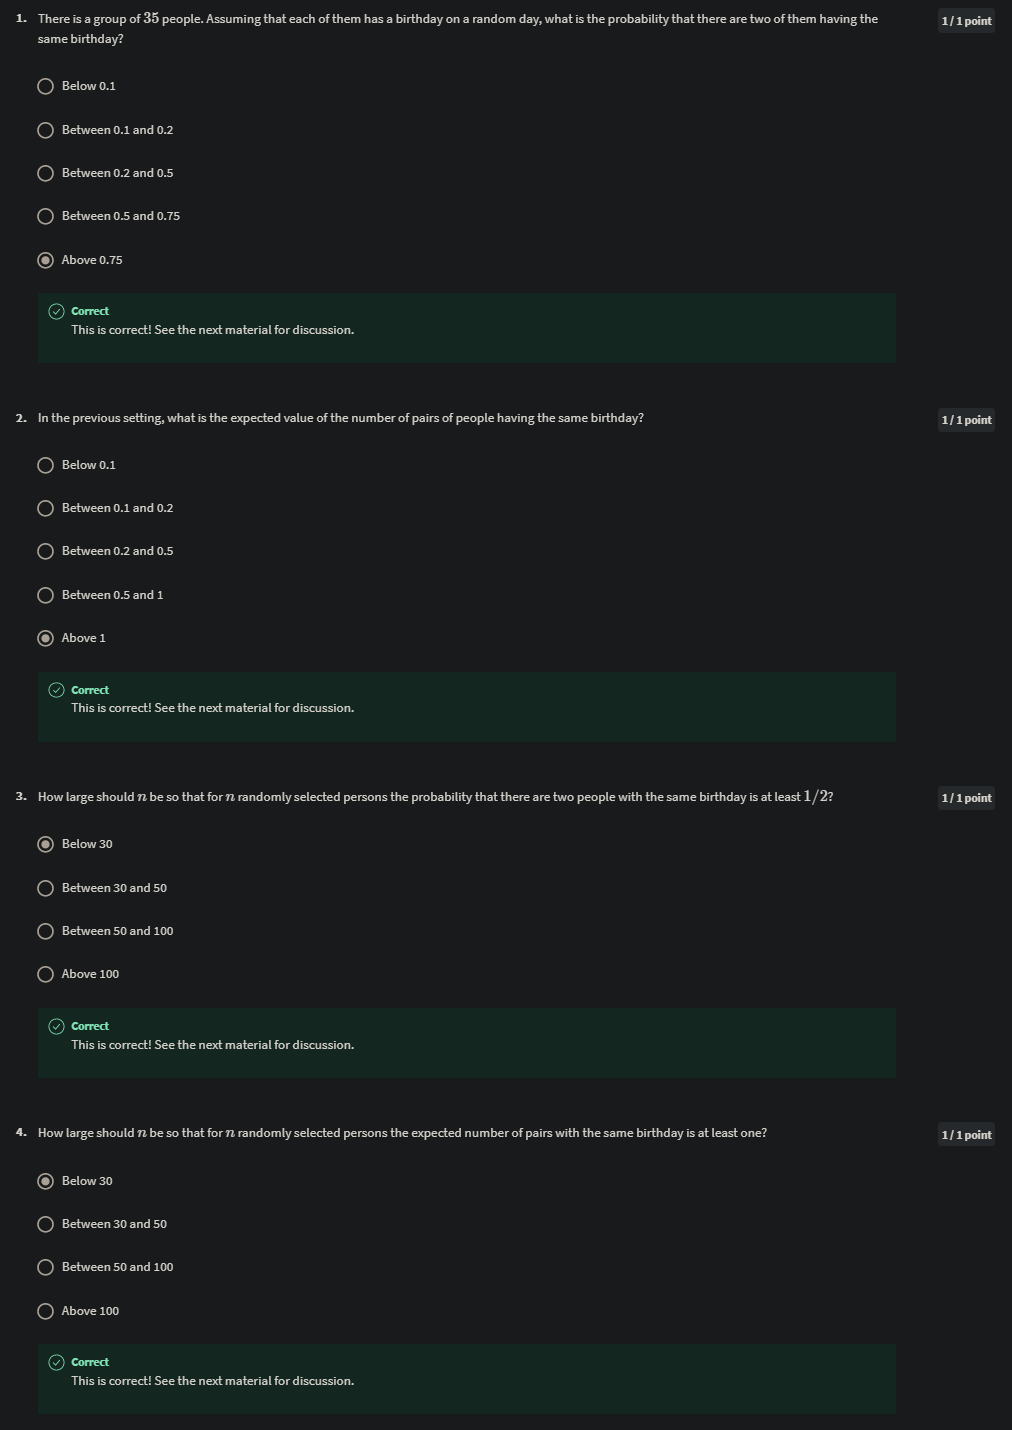 1. There is a group of 35 people. Assuming that each of them has a birthday on a random day, what is the probability that there are two of them having the
same birthday?
1 / 1 point
Below 0.1
Between 0.1 and 0.2
Between 0.2 and 0.5
Between 0.5 and 0.75
Above 0.75
Correct
This is correct! See the next material for discussion.
2. In the previous setting, what is the expected value of the number of pairs of people having the same birthday?
1 / 1 point
Below 0.1
Between 0.1 and 0.2
Between 0.2 and 0.5
Between 0.5 and 1
Above 1
Correct
This is correct! See the next material for discussion.
3. How large should n be so that for n randomly selected persons the probability that there are two people with the same birthday is at least 1/2?
1 / 1 point
Below 30
Between 30 and 50
Between 50 and 100
Above 100
Correct
This is correct! See the next material for discussion.
4. How large should n be so that for n randomly selected persons the expected number of pairs with the same birthday is at least one?
1 / 1 point
Below 30
Between 30 and 50
Between 50 and 100
Above 100
Correct
This is correct! See the next material for discussion.